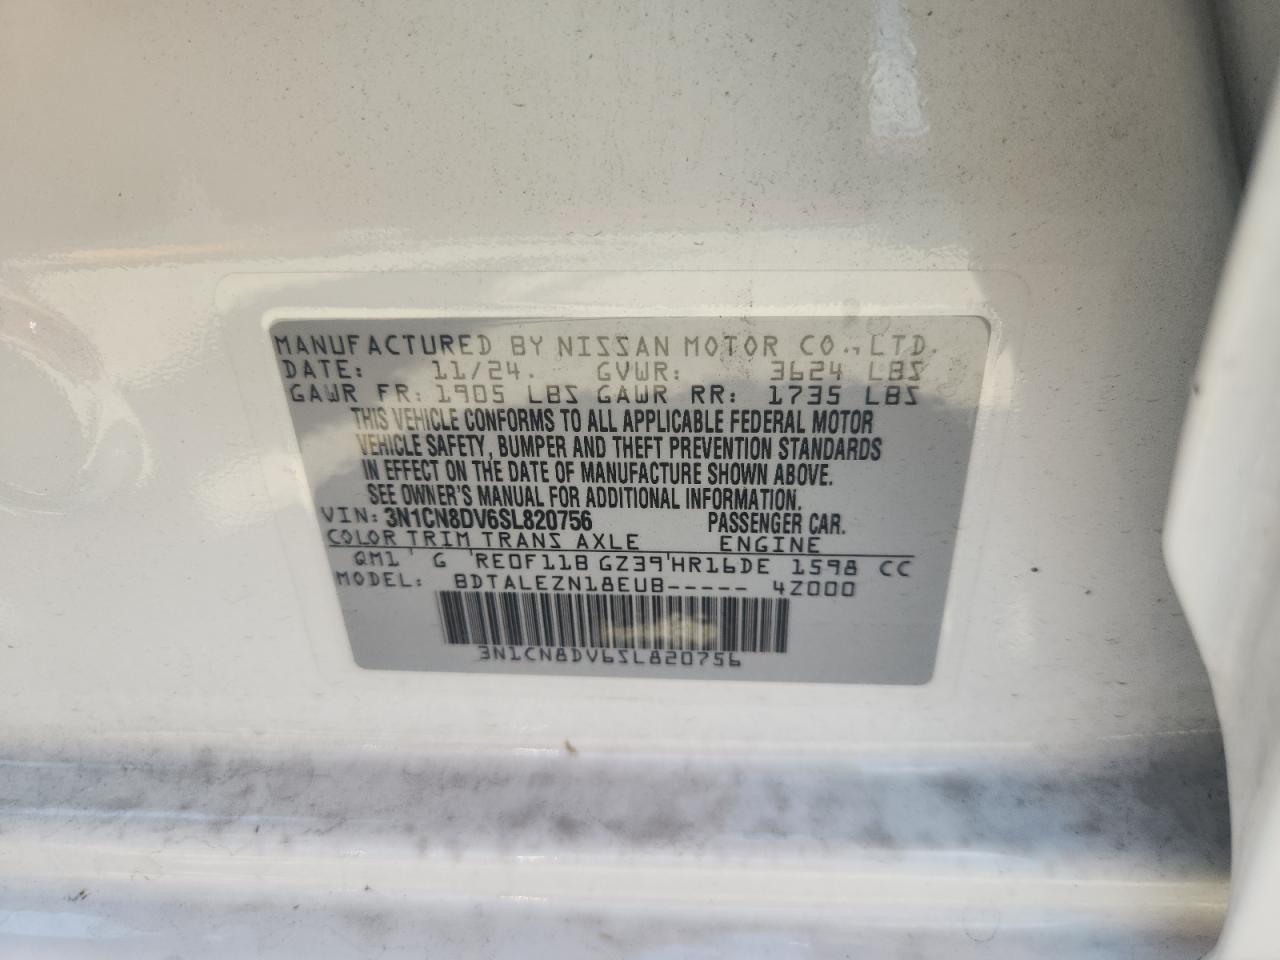 MANUFACTURED BY NISSAN MOTOR CO., LTD.
DATE: 11/24. GVWR: 3624 LBS
GAWR FR: 1905 LBS GAWR RR: 1735 LBS
THIS VEHICLE CONFORMS TO ALL APPLICABLE FEDERAL MOTOR
VEHICLE SAFETY, BUMPER AND THEFT PREVENTION STANDARDS
IN EFFECT ON THE DATE OF MANUFACTURE SHOWN ABOVE.
SEE OWNER'S MANUAL FOR ADDITIONAL INFORMATION.
VIN: 3N1CN8DV6SL820756 PASSENGER CAR.
COLOR TRIM TRANS AXLE ENGINE
QM1 ' G ' RE0F11B GZ39 ' HR16DE 1598 CC
MODEL: BDTALEZN18EUB----- 4Z000
3N1CN8DV6SL820756